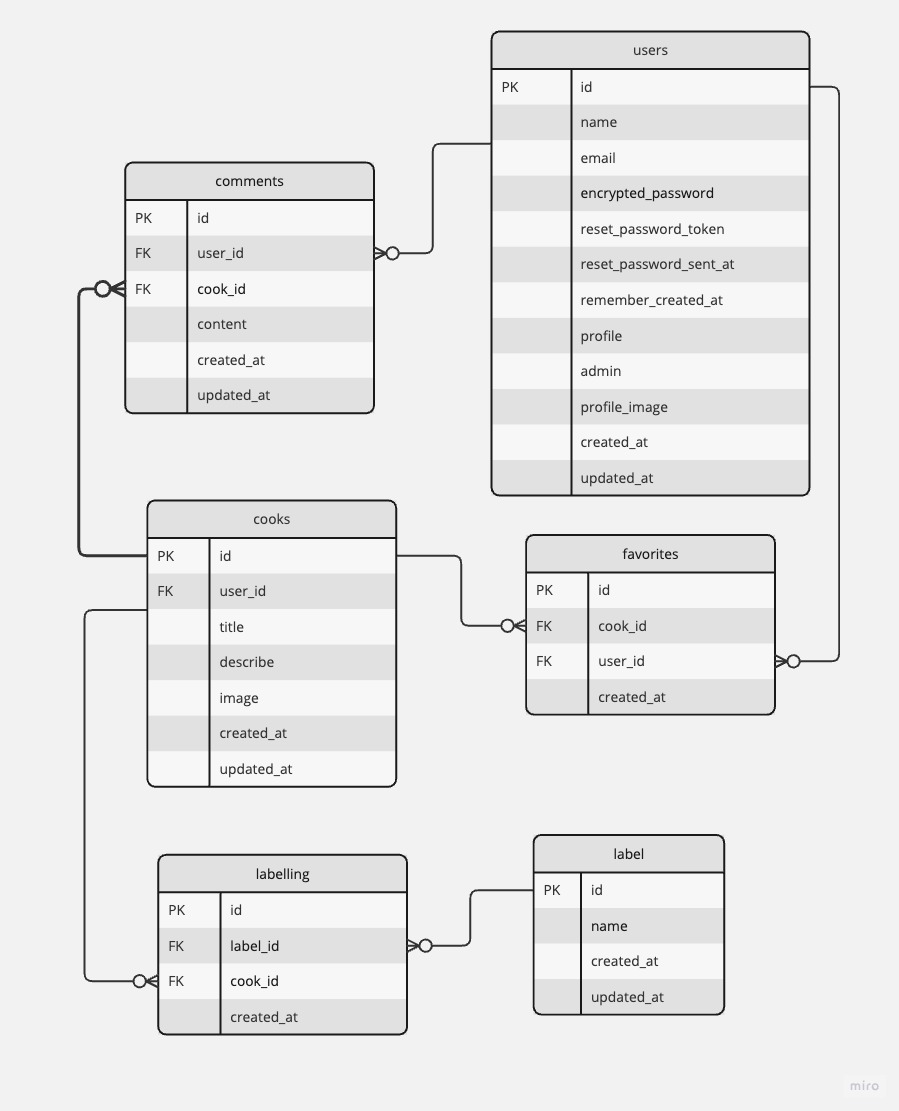 users
PK id
name
email
encrypted_password
reset_password_token
reset_password_sent_at
remember_created_at
profile
admin
profile_image
created_at
updated_at
comments
PK id
FK user_id
FK cook_id
content
created_at
updated_at
cooks
PK id
FK user_id
title
describe
image
created_at
updated_at
favorites
PK id
FK cook_id
FK user_id
created_at
labelling
PK id
FK label_id
FK cook_id
created_at
label
PK id
name
created_at
updated_at
miro